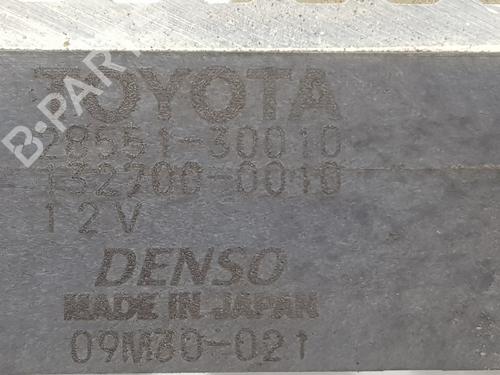 TOYOTA
28551-30010
132700-0010
12V
DENSO
MADE IN JAPAN
09M30-021
B-PARTS